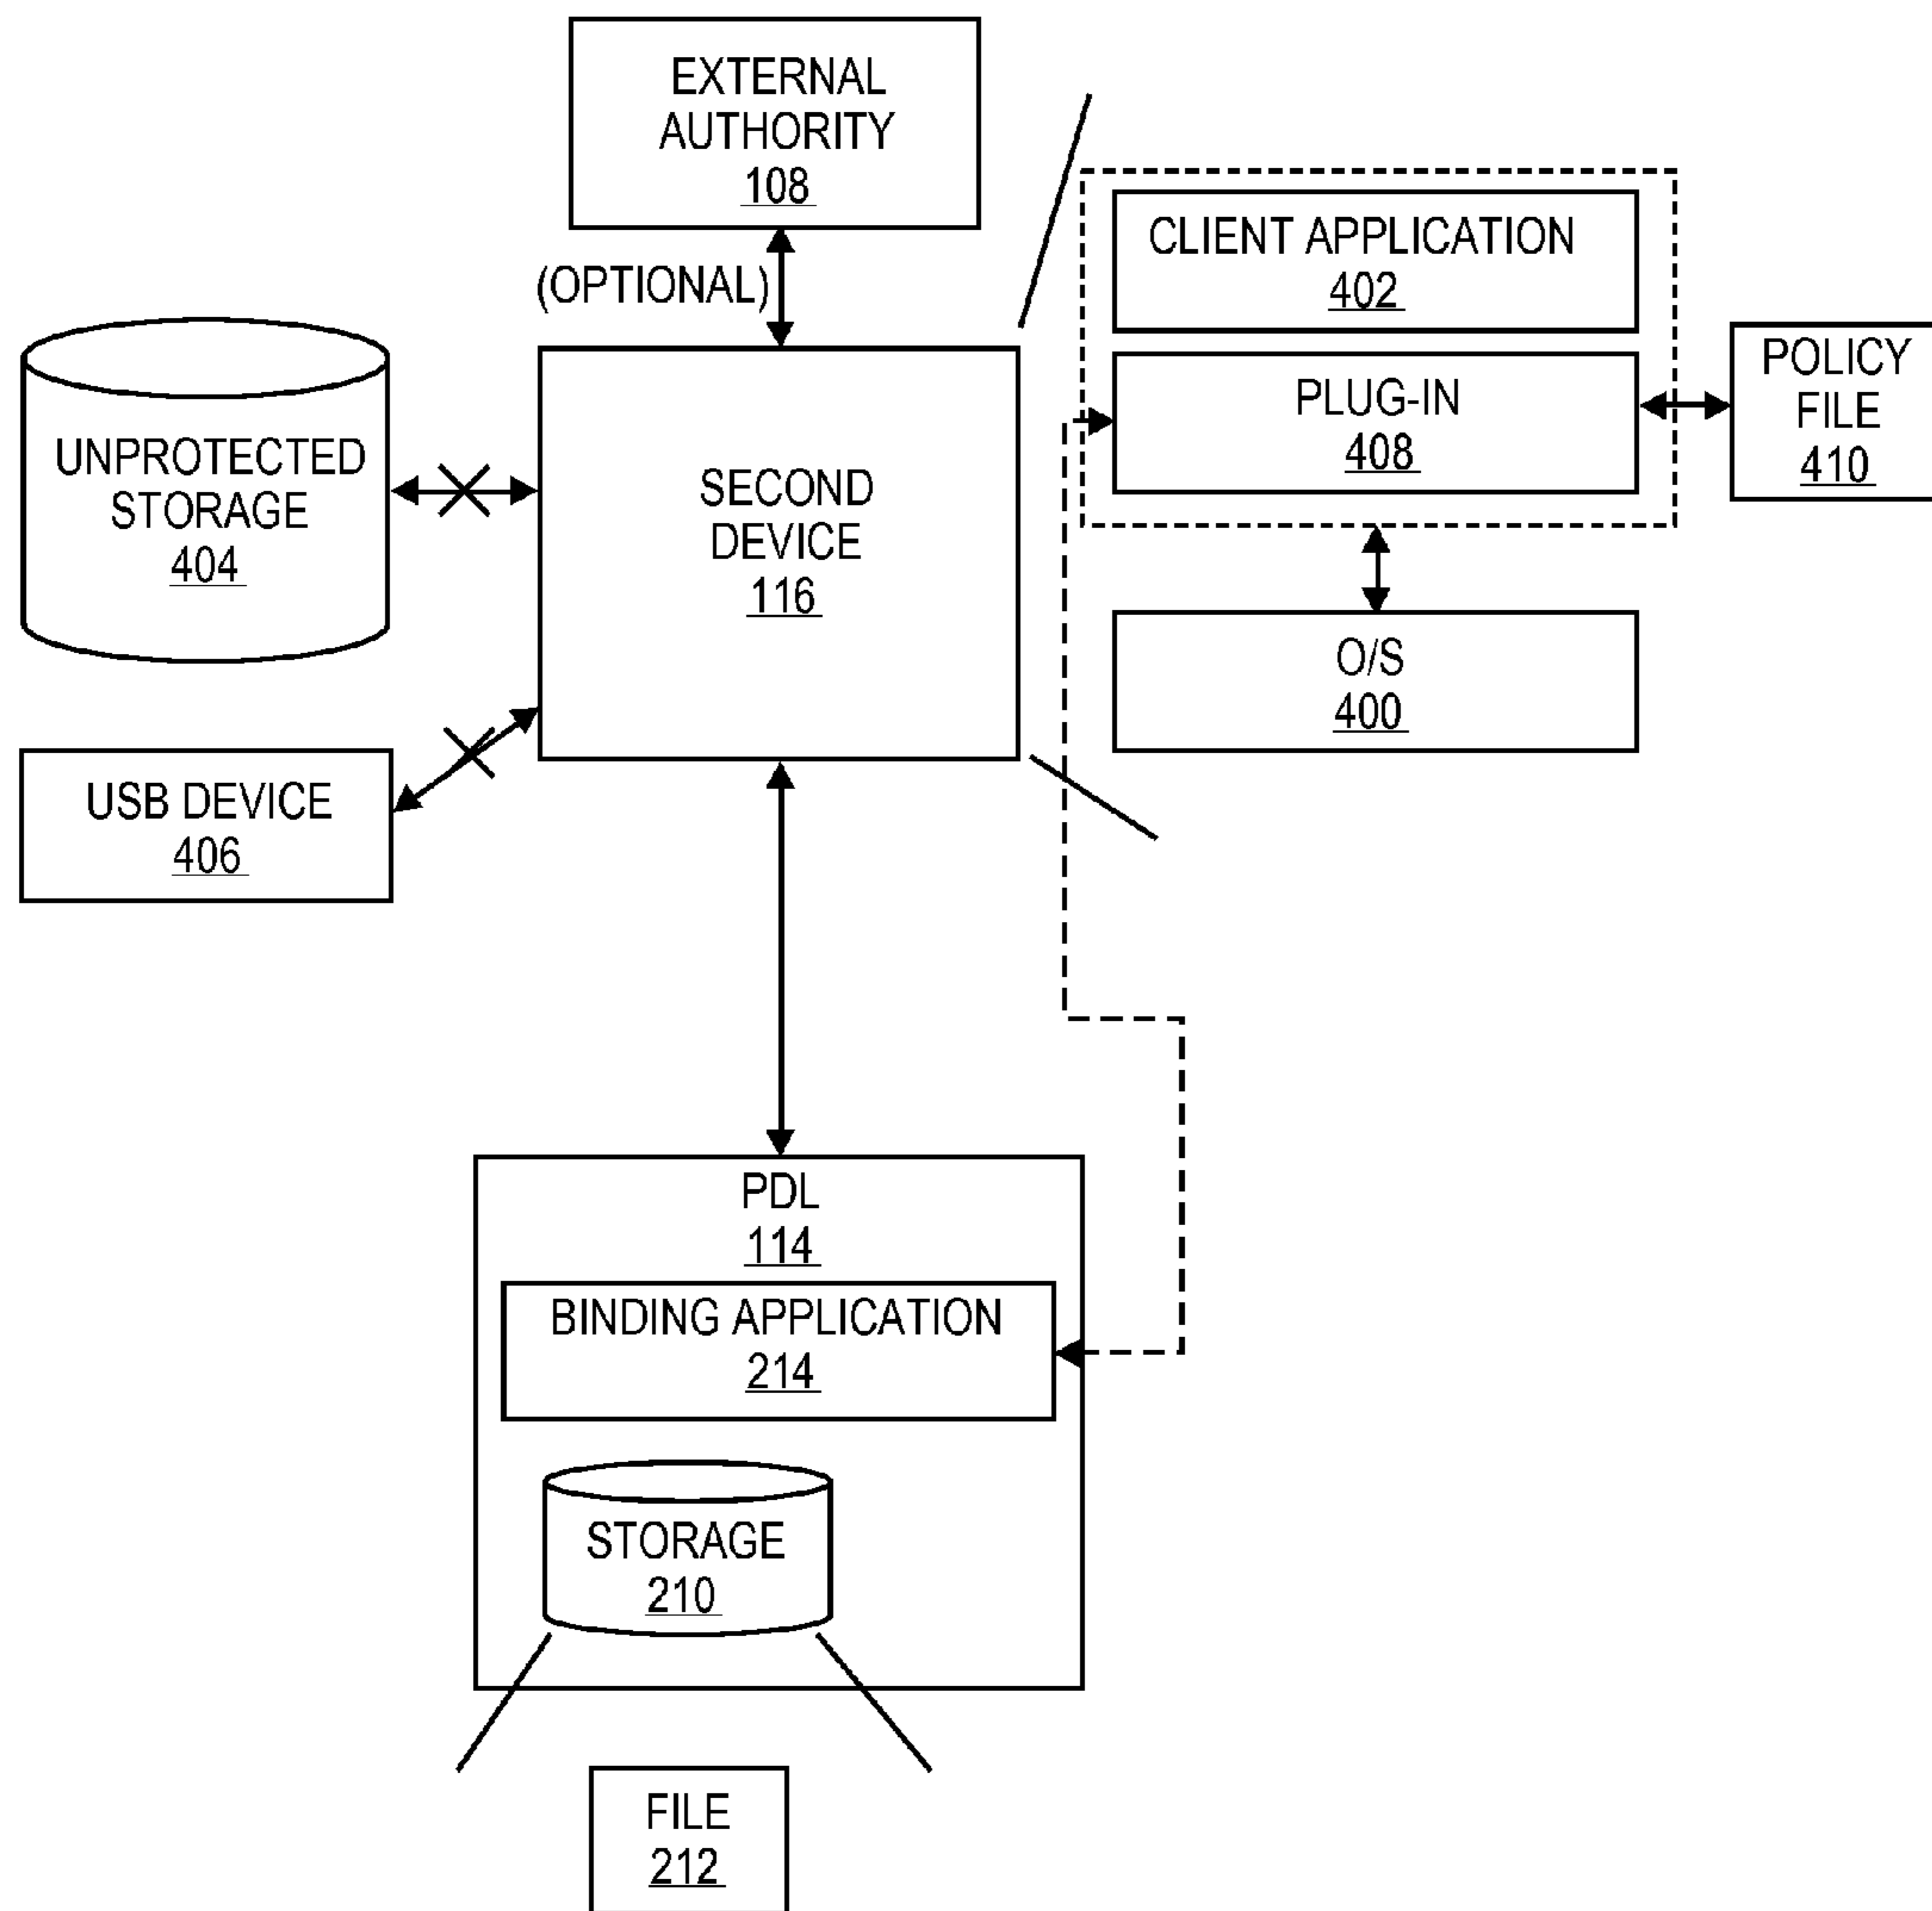 EXTERNAL
AUTHORITY
108
(OPTIONAL)
CLIENT APPLICATION
402
PLUG-IN
408
POLICY
FILE
410
UNPROTECTED
STORAGE
404
SECOND
DEVICE
116
O/S
400
USB DEVICE
406
PDL
114
BINDING APPLICATION
214
STORAGE
210
FILE
212